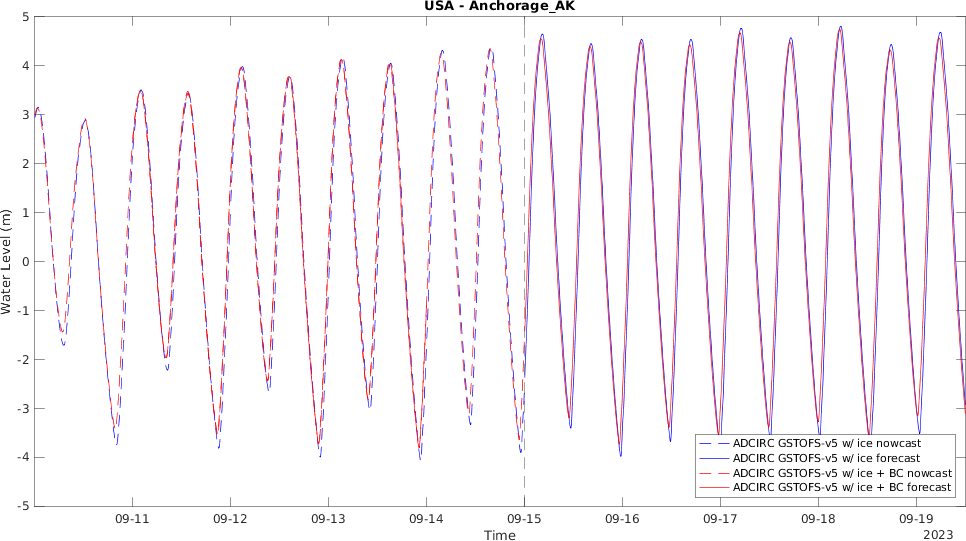 USA - Anchorage_AK
5
4
3
2
1
0
-1
-2
-3
-4
-5
Water Level (m)
ADCIRC GSTOFS-v5 w/ ice nowcast
ADCIRC GSTOFS-v5 w/ ice forecast
ADCIRC GSTOFS-v5 w/ ice + BC nowcast
ADCIRC GSTOFS-v5 w/ ice + BC forecast
09-11 09-12 09-13 09-14 09-15 09-16 09-17 09-18 09-19
2023
Time